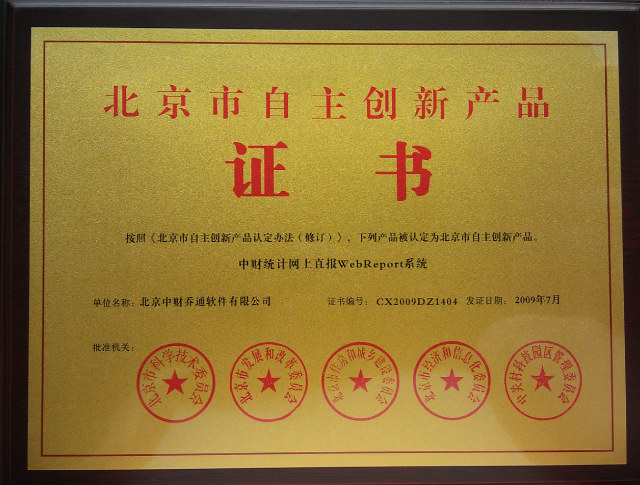 北京市自主创新产品
证 书
按照《北京市自主创新产品认定办法（修订）》，下列产品被认定为北京市自主创新产品。
中财统计网上直报WebReport系统
单位名称：北京中财乔通软件有限公司 证书编号：CX2009DZ1404 发证日期：2009年7月
批准机关：
北京市科学技术委员会
北京市发展和改革委员会
北京市住房和城乡建设委员会
北京市经济和信息化委员会
中关村科技园区管理委员会